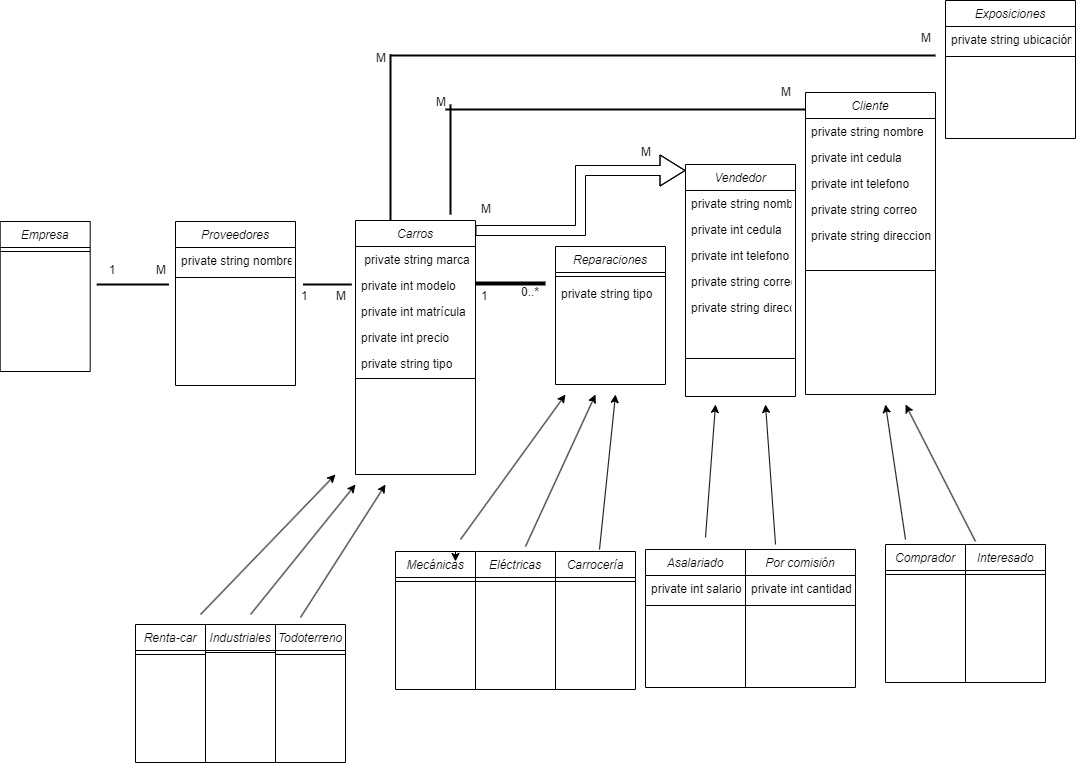 Exposiciones
private string ubicación
M
M
M
M
Cliente
private string nombre
private int cedula
private int telefono
private string correo
private string direccion
M
M
Vendedor
private string nomb
private int cedula
private int telefono
private string corre
private string direc
Empresa
1
M
Proveedores
private string nombre
1
M
Carros
private string marca
private int modelo
private int matrícula
private int precio
private string tipo
1
0..*
Reparaciones
private string tipo
Mecánicas
Eléctricas
Carrocería
Asalariado
private int salario
Por comisión
private int cantidad
Comprador
Interesado
Renta-car
Industriales
Todoterreno